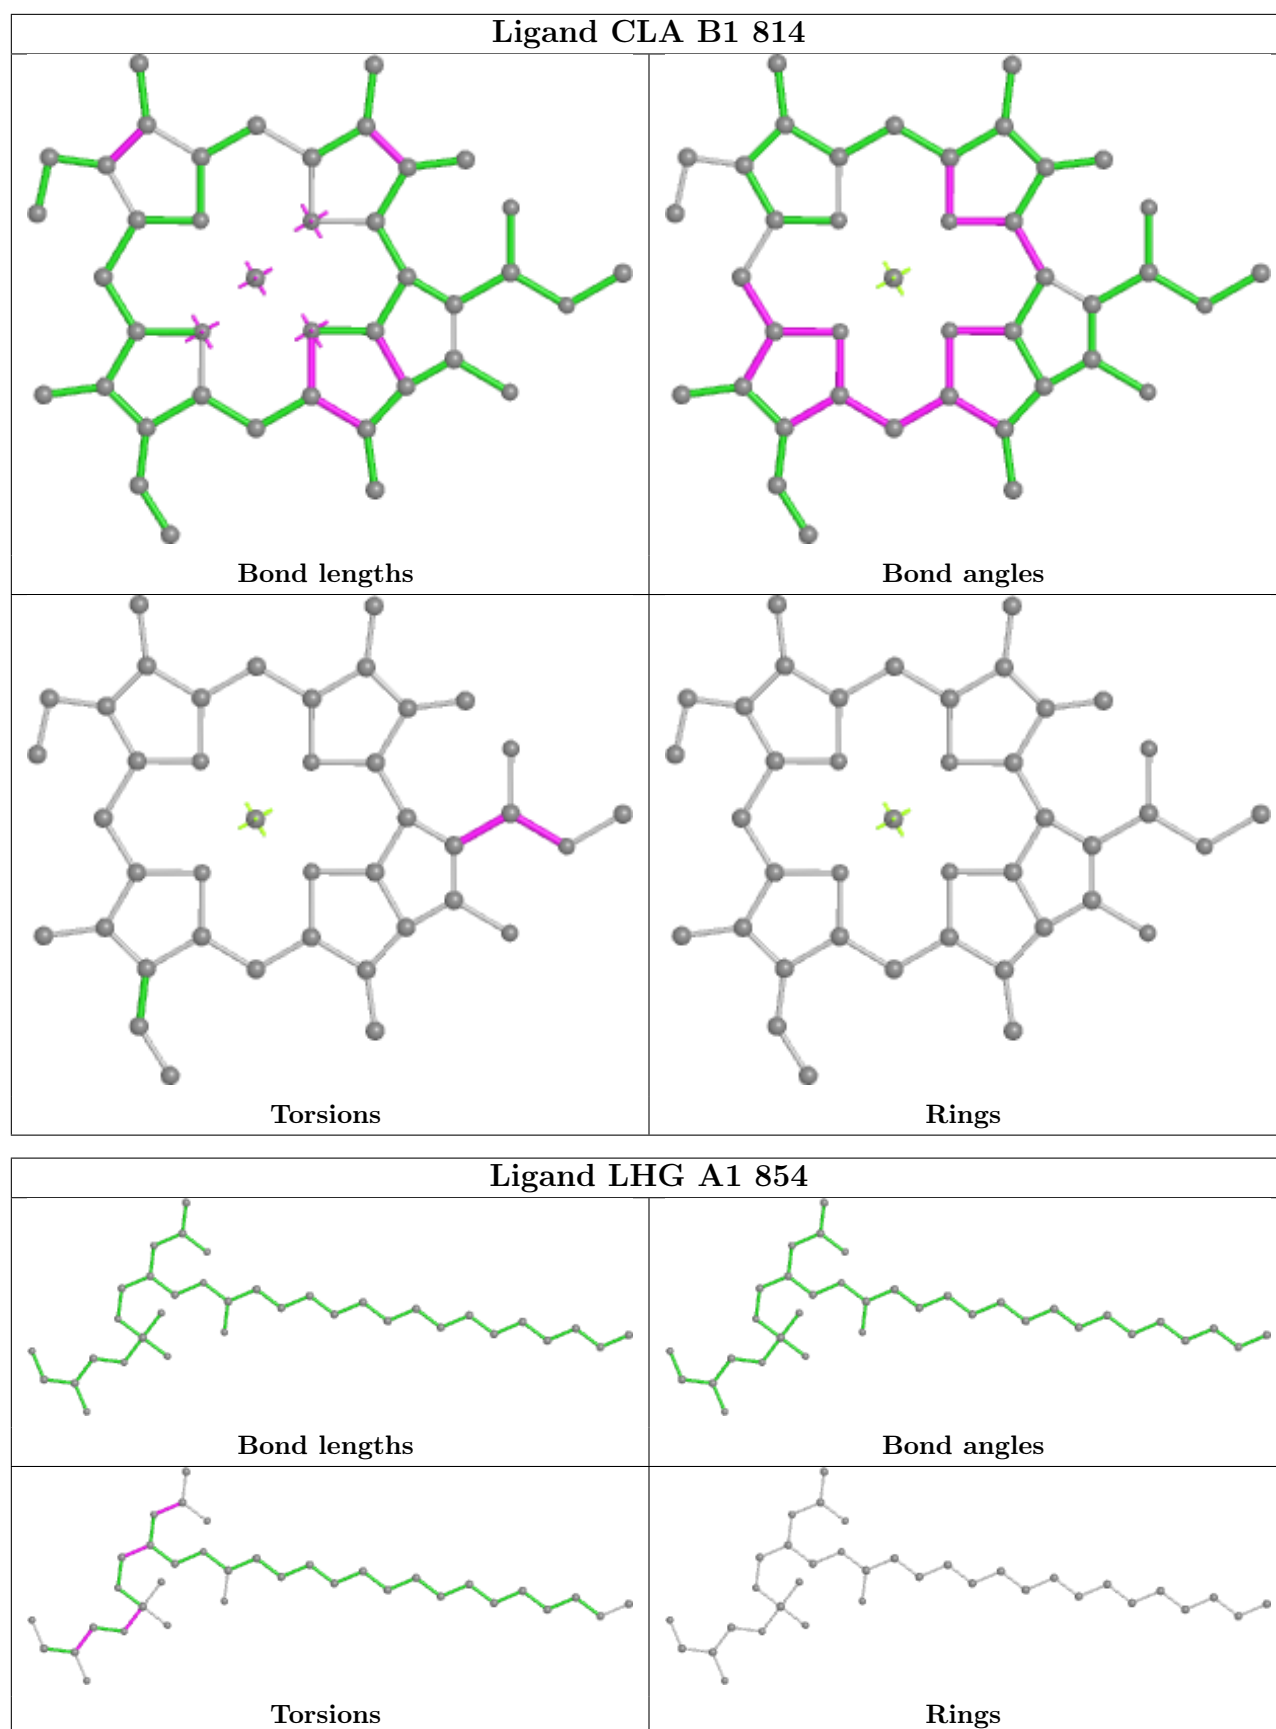 Ligand CLA B1 814
Bond lengths
Bond angles
Torsions
Rings
Ligand LHG A1 854
Bond lengths
Bond angles
Torsions
Rings